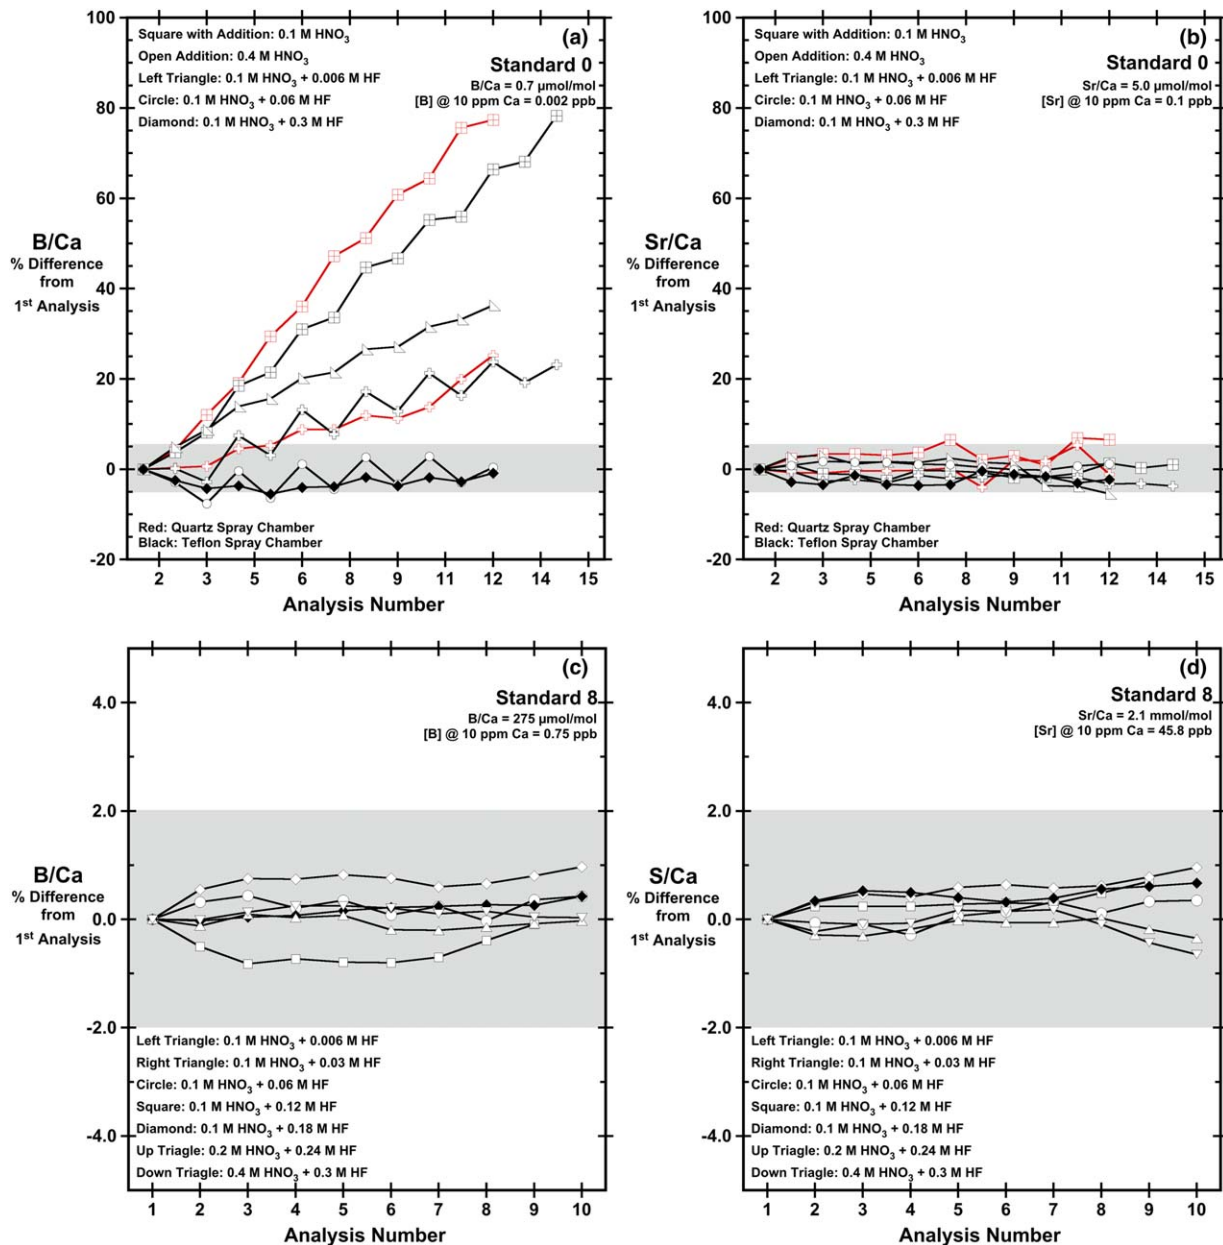 (a)
Square with Addition: 0.1 M HNO3
Open Addition: 0.4 M HNO3
Left Triangle: 0.1 M HNO3 + 0.006 M HF
Circle: 0.1 M HNO3 + 0.06 M HF
Diamond: 0.1 M HNO3 + 0.3 M HF
Standard 0
B/Ca = 0.7 µmol/mol
[B] @ 10 ppm Ca = 0.002 ppb
100
80
60
40
20
0
-20
B/Ca
% Difference
from
1st Analysis
Red: Quartz Spray Chamber
Black: Teflon Spray Chamber
2 3 5 6 8 9 11 12 14 15
Analysis Number
(b)
Square with Addition: 0.1 M HNO3
Open Addition: 0.4 M HNO3
Left Triangle: 0.1 M HNO3 + 0.006 M HF
Circle: 0.1 M HNO3 + 0.06 M HF
Diamond: 0.1 M HNO3 + 0.3 M HF
Standard 0
Sr/Ca = 5.0 µmol/mol
[Sr] @ 10 ppm Ca = 0.1 ppb
100
80
60
40
20
0
-20
Sr/Ca
% Difference
from
1st Analysis
Red: Quartz Spray Chamber
Black: Teflon Spray Chamber
2 3 5 6 8 9 11 12 14 15
Analysis Number
(c)
Standard 8
B/Ca = 275 µmol/mol
[B] @ 10 ppm Ca = 0.75 ppb
4.0
2.0
0.0
-2.0
-4.0
B/Ca
% Difference
from
1st Analysis
Left Triangle: 0.1 M HNO3 + 0.006 M HF
Right Triangle: 0.1 M HNO3 + 0.03 M HF
Circle: 0.1 M HNO3 + 0.06 M HF
Square: 0.1 M HNO3 + 0.12 M HF
Diamond: 0.1 M HNO3 + 0.18 M HF
Up Triagle: 0.2 M HNO3 + 0.24 M HF
Down Triagle: 0.4 M HNO3 + 0.3 M HF
1 2 3 4 5 6 7 8 9 10
Analysis Number
(d)
Standard 8
Sr/Ca = 2.1 mmol/mol
[Sr] @ 10 ppm Ca = 45.8 ppb
4.0
2.0
0.0
-2.0
-4.0
S/Ca
% Difference
from
1st Analysis
Left Triangle: 0.1 M HNO3 + 0.006 M HF
Right Triangle: 0.1 M HNO3 + 0.03 M HF
Circle: 0.1 M HNO3 + 0.06 M HF
Square: 0.1 M HNO3 + 0.12 M HF
Diamond: 0.1 M HNO3 + 0.18 M HF
Up Triagle: 0.2 M HNO3 + 0.24 M HF
Down Triagle: 0.4 M HNO3 + 0.3 M HF
1 2 3 4 5 6 7 8 9 10
Analysis Number